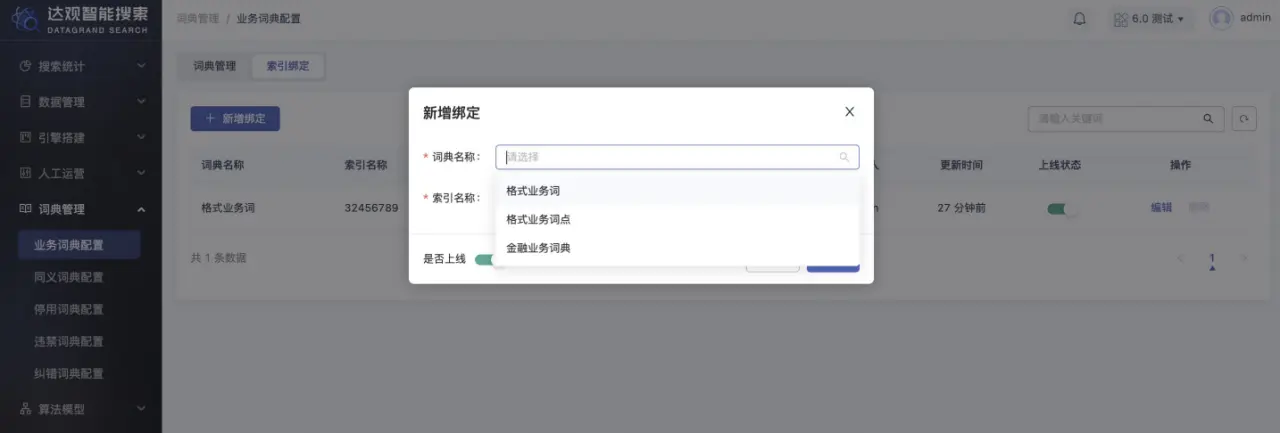 达观智能搜索
DATAGRAND SEARCH
词典管理 / 业务词典配置
6.0 测试
admin
搜索统计
数据管理
引擎搭建
人工运营
词典管理
业务词典配置
同义词典配置
停用词典配置
违禁词典配置
纠错词典配置
算法模型
词典管理 索引绑定
+ 新增绑定
请输入关键词
词典名称 索引名称 人 更新时间 上线状态 操作
格式业务词 32456789 27 分钟前 编辑
共 1 条数据
1
新增绑定
* 词典名称: 请选择
* 索引名称:
格式业务词
格式业务词点
金融业务词典
是否上线